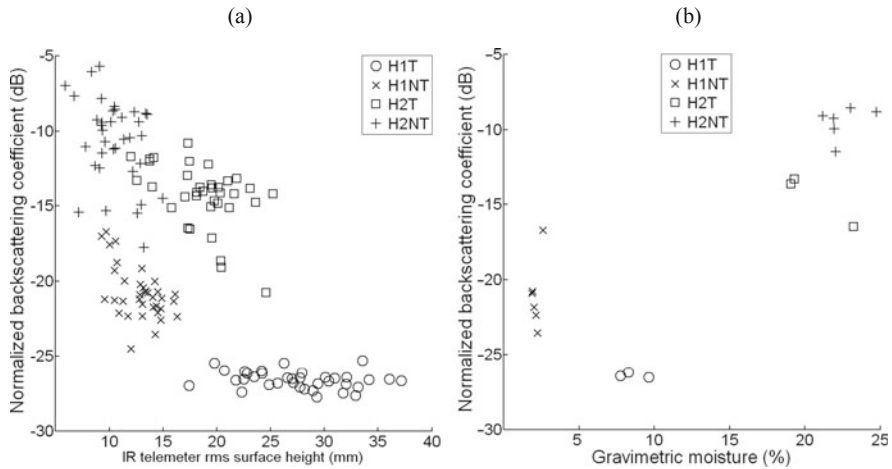 (a)
(b)
Normalized backscattering coefficient (dB)
-5
-10
-15
-20
-25
-30
H1T
H1NT
H2T
H2NT
10 15 20 25 30 35 40
IR telemeter rms surface height (mm)
Normalized backscattering coefficient (dB)
-5
-10
-15
-20
-25
-30
H1T
H1NT
H2T
H2NT
5 10 15 20 25
Gravimetric moisture (%)